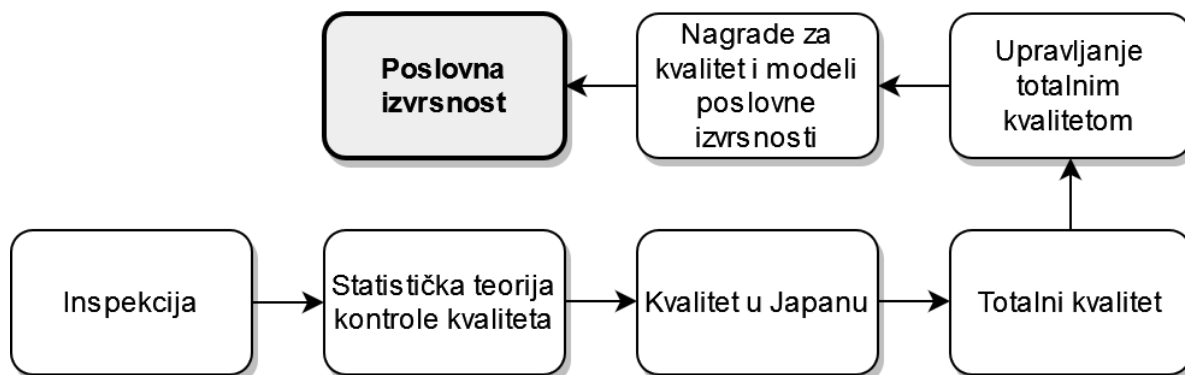 Poslovna
izvrsnost
Nagrade za
kvalitet i modeli
poslovne
izvrsnosti
Upravljanje
totalnim
kvalitetom
Inspekcija
Statistička teorija
kontrole kvaliteta
Kvalitet u Japanu
Totalni kvalitet